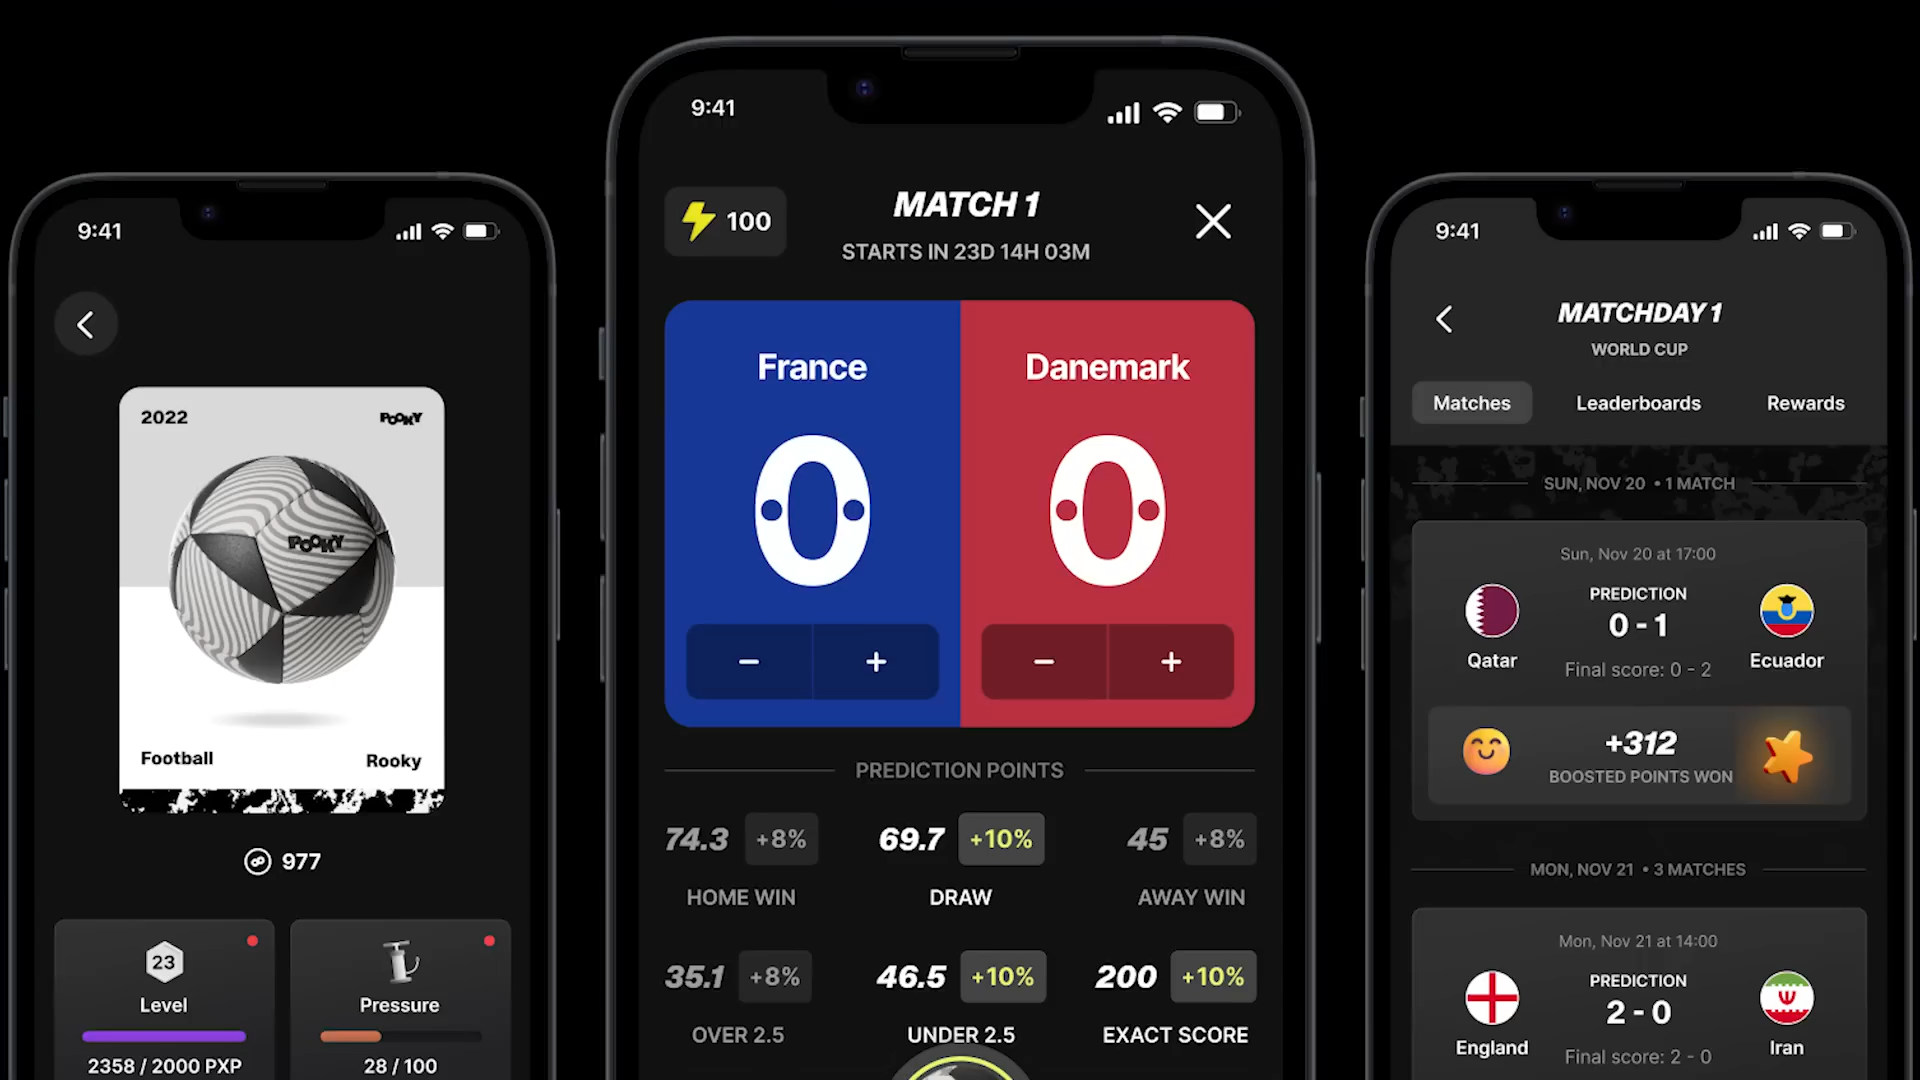 9:41
2022
POOKY
POOKY
Football
Rooky
977
23
Level
2358 / 2000 PXP
Pressure
28 / 100
9:41
100
MATCH 1
STARTS IN 23D 14H 03M
France
Danemark
0
0
− +
− +
PREDICTION POINTS
74.3 +8%
69.7 +10%
45 +8%
HOME WIN
DRAW
AWAY WIN
35.1 +8%
46.5 +10%
200 +10%
OVER 2.5
UNDER 2.5
EXACT SCORE
9:41
MATCHDAY 1
WORLD CUP
Matches
Leaderboards
Rewards
SUN, NOV 20 • 1 MATCH
Sun, Nov 20 at 17:00
PREDICTION
0 - 1
Qatar
Ecuador
Final score: 0 - 2
+312
BOOSTED POINTS WON
MON, NOV 21 • 3 MATCHES
Mon, Nov 21 at 14:00
PREDICTION
2 - 0
England
Iran
Final score: 2 - 0